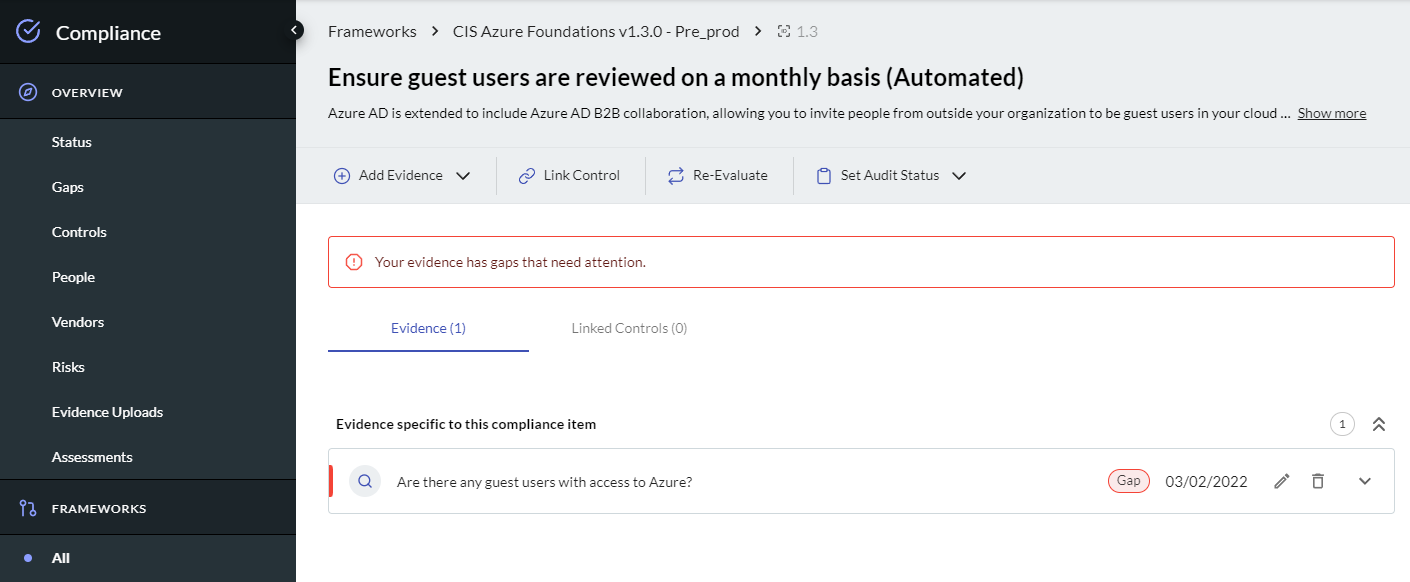 Compliance
OVERVIEW
Status
Gaps
Controls
People
Vendors
Risks
Evidence Uploads
Assessments
FRAMEWORKS
All
Frameworks > CIS Azure Foundations v1.3.0 - Pre_prod > 1.3
Ensure guest users are reviewed on a monthly basis (Automated)
Azure AD is extended to include Azure AD B2B collaboration, allowing you to invite people from outside your organization to be guest users in your cloud ... Show more
Add Evidence Link Control Re-Evaluate Set Audit Status
Your evidence has gaps that need attention.
Evidence (1) Linked Controls (0)
Evidence specific to this compliance item 1
Are there any guest users with access to Azure? Gap 03/02/2022